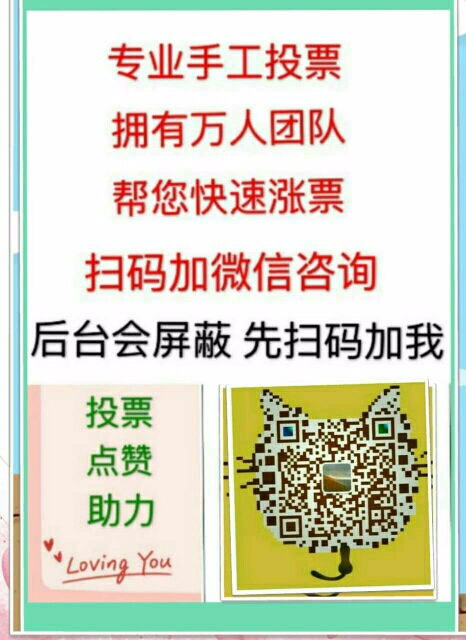 专业手工投票
拥有万人团队
帮您快速涨票
扫码加微信咨询
后台会屏蔽 先扫码加我
投票
点赞
助力
Loving You